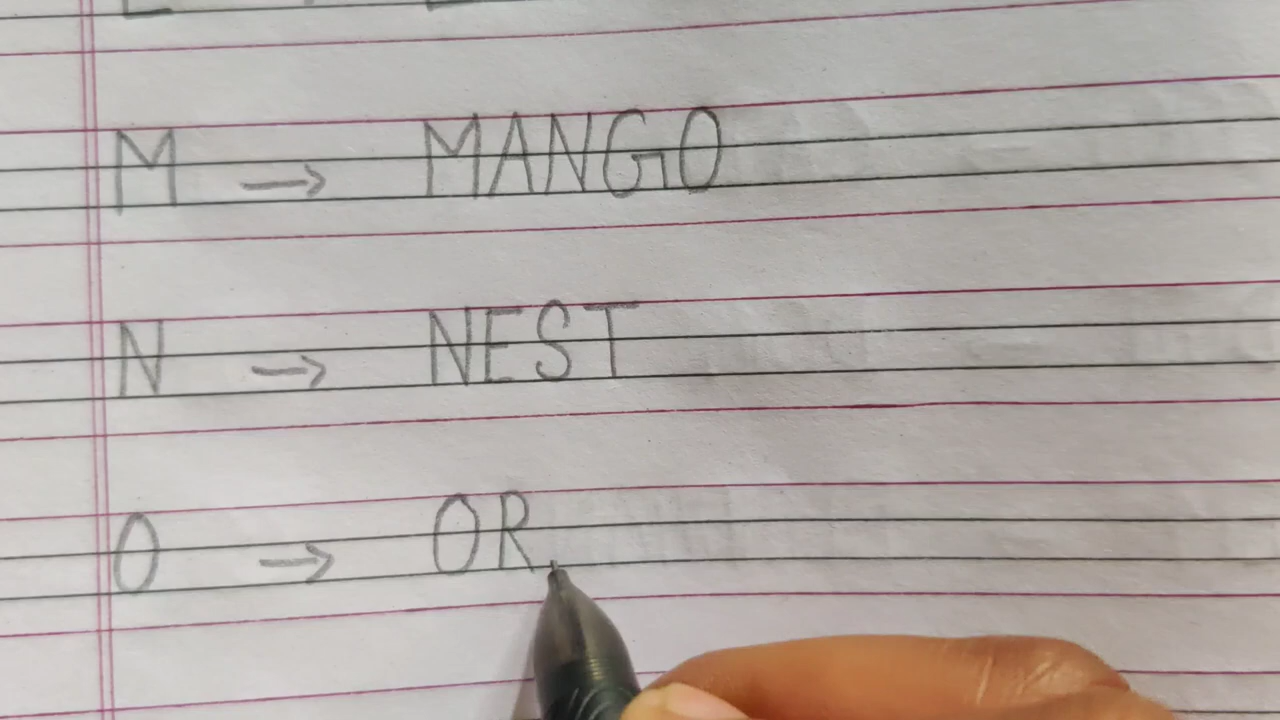 M → MANGO
N → NEST
O → OR